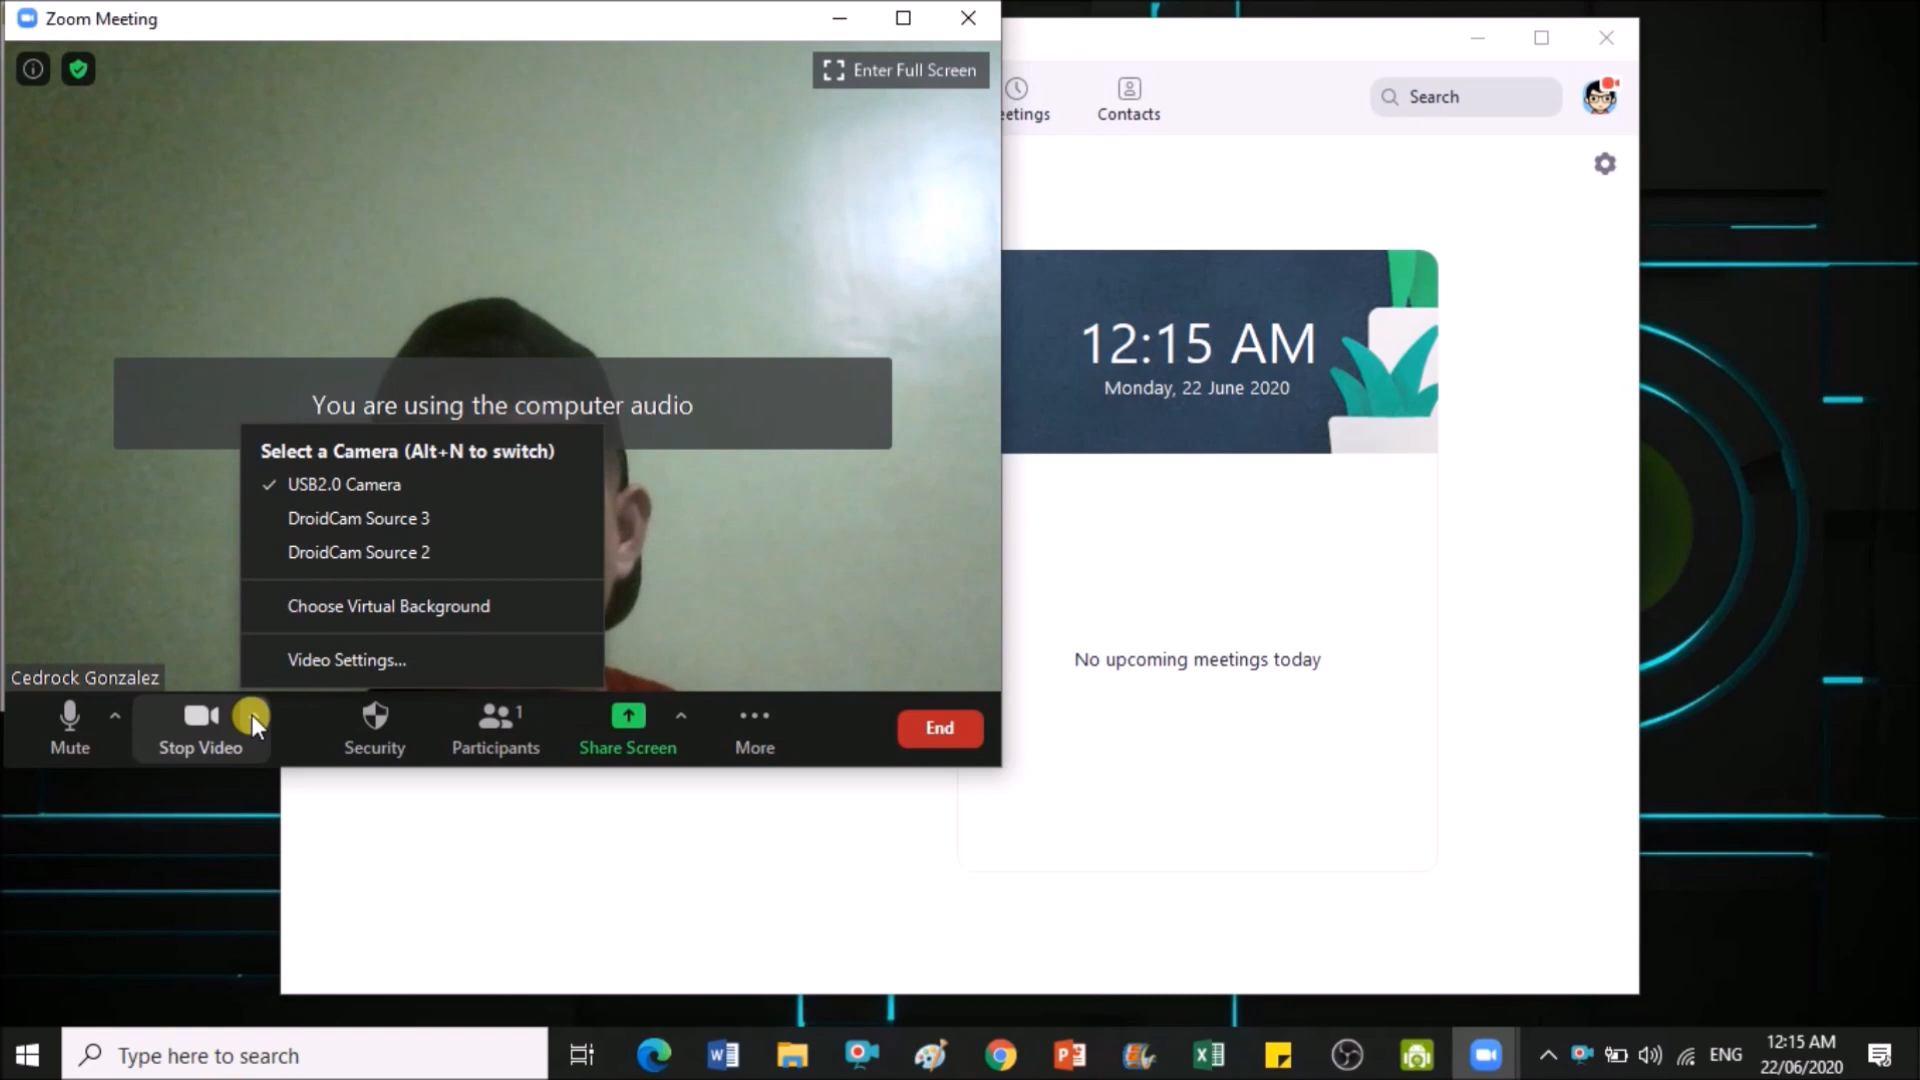 Zoom Meeting
Enter Full Screen
You are using the computer audio
Select a Camera (Alt+N to switch)
USB2.0 Camera
DroidCam Source 3
DroidCam Source 2
Choose Virtual Background
Video Settings...
Cedrock Gonzalez
Mute
Stop Video
Security
1
Participants
Share Screen
More
End
eetings
Contacts
Search
12:15 AM
Monday, 22 June 2020
No upcoming meetings today
Type here to search
ENG
12:15 AM
22/06/2020